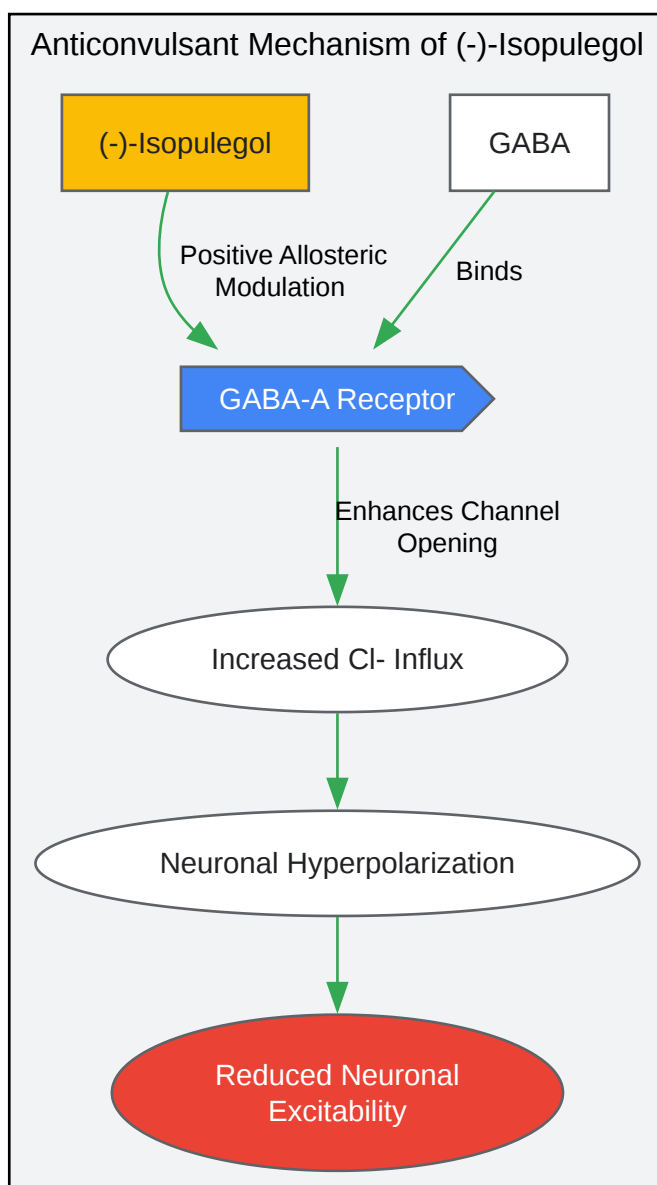 Anticonvulsant Mechanism of (-)-Isopulegol
(-)-Isopulegol
GABA
Positive Allosteric
Modulation
Binds
GABA-A Receptor
Enhances Channel
Opening
Increased Cl- Influx
Neuronal Hyperpolarization
Reduced Neuronal
Excitability